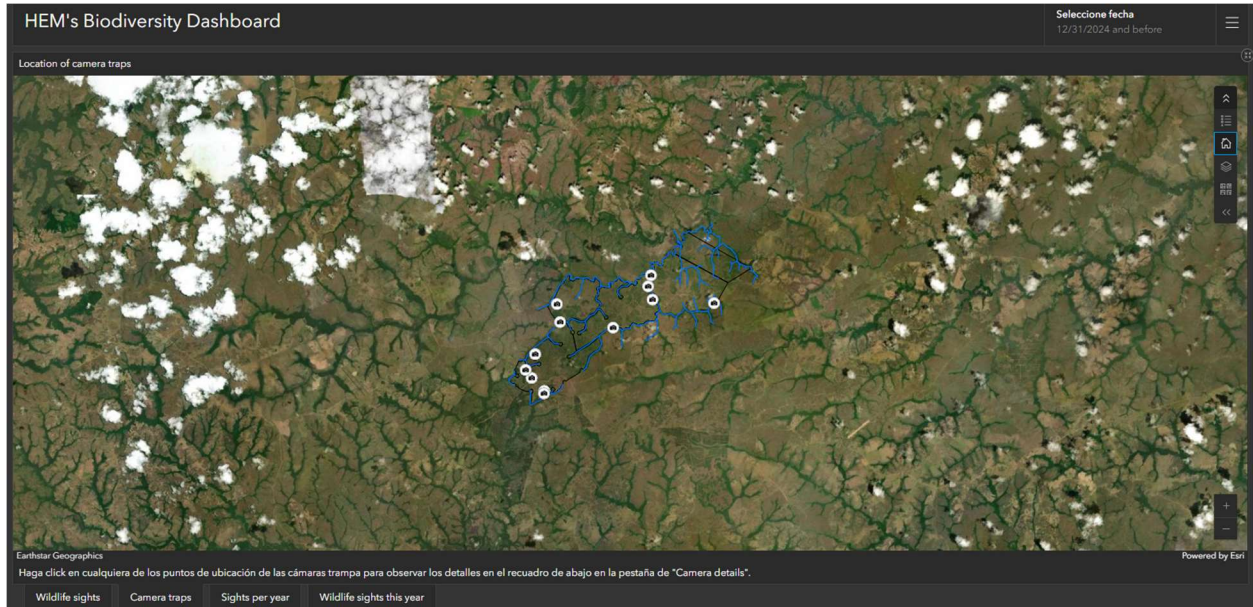 HEM's Biodiversity Dashboard
Seleccione fecha
12/31/2024 and before
Location of camera traps
Earthstar Geographics
Powered by Esri
Haga click en cualquiera de los puntos de ubicación de las cámaras trampa para observar los detalles en el recuadro de abajo en la pestaña de "Camera details".
Wildlife sights
Camera traps
Sights per year
Wildlife sights this year